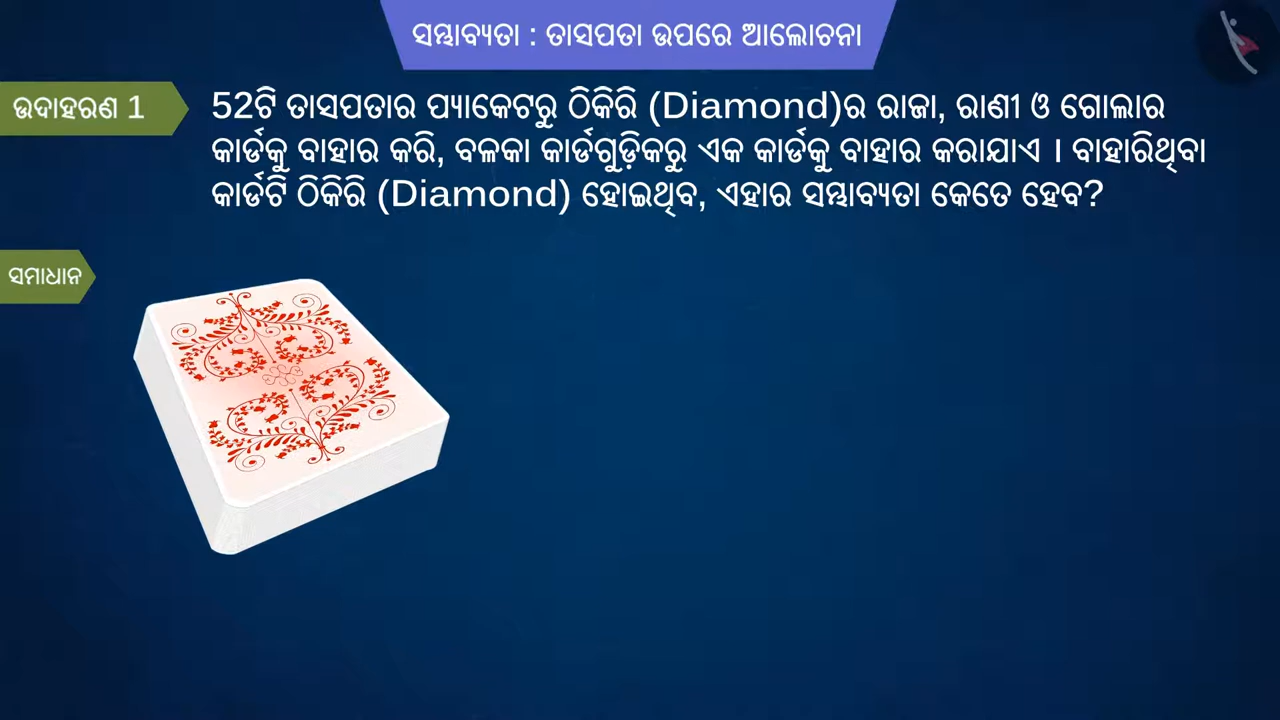 ସମ୍ଭାବ୍ୟତା : ତାସପତା ଉପରେ ଆଲୋଚନା
ଉଦାହରଣ 1
52ଟି ତାସପତାର ପ୍ୟାକେଟରୁ ଠିକିରି (Diamond)ର ରାଜା, ରାଣୀ ଓ ଗୋଲାର
କାର୍ଡକୁ ବାହାର କରି, ବଳକା କାର୍ଡଗୁଡ଼ିକରୁ ଏକ କାର୍ଡକୁ ବାହାର କରାଯାଏ । ବାହାରିଥିବା
କାର୍ଡଟି ଠିକିରି (Diamond) ହୋଇଥିବ, ଏହାର ସମ୍ଭାବ୍ୟତା କେତେ ହେବ?
ସମାଧାନ